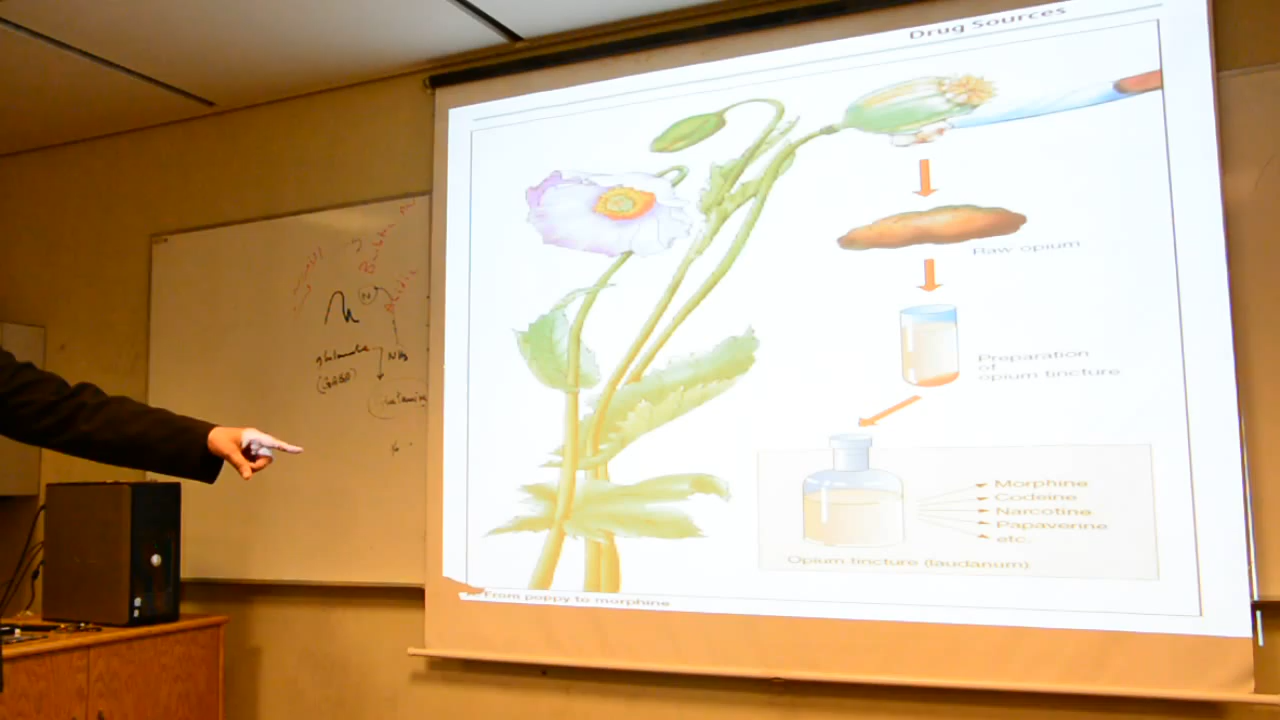 Drug Sources
Raw opium
Preparation
of
opium tincture
Morphine
Codeine
Narcotine
Papaverine
etc.
Opium tincture (laudanum)
A. From poppy to morphine
glutamate
NH₃
(GABA)